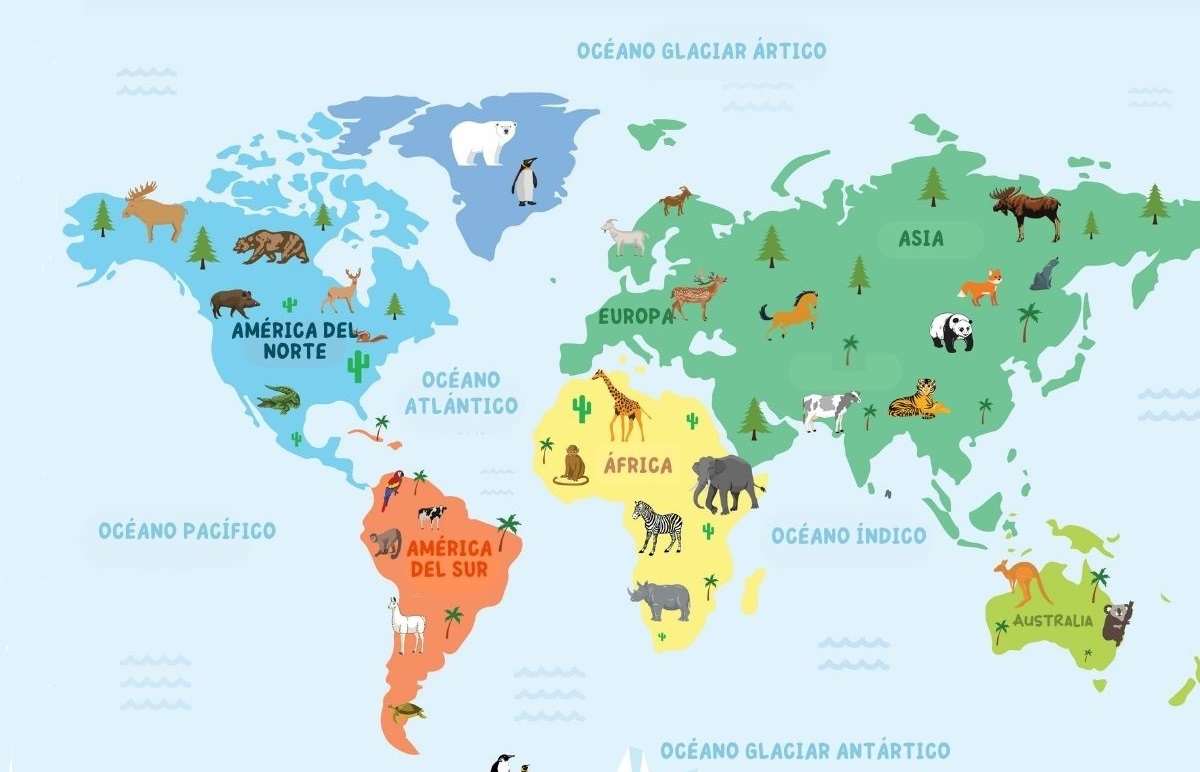 OCÉANO GLACIAR ÁRTICO
ASIA
EUROPA
AMÉRICA DEL
NORTE
OCÉANO
ATLÁNTICO
ÁFRICA
OCÉANO PACÍFICO
OCÉANO ÍNDICO
AMÉRICA
DEL SUR
AUSTRALIA
OCÉANO GLACIAR ANTÁRTICO